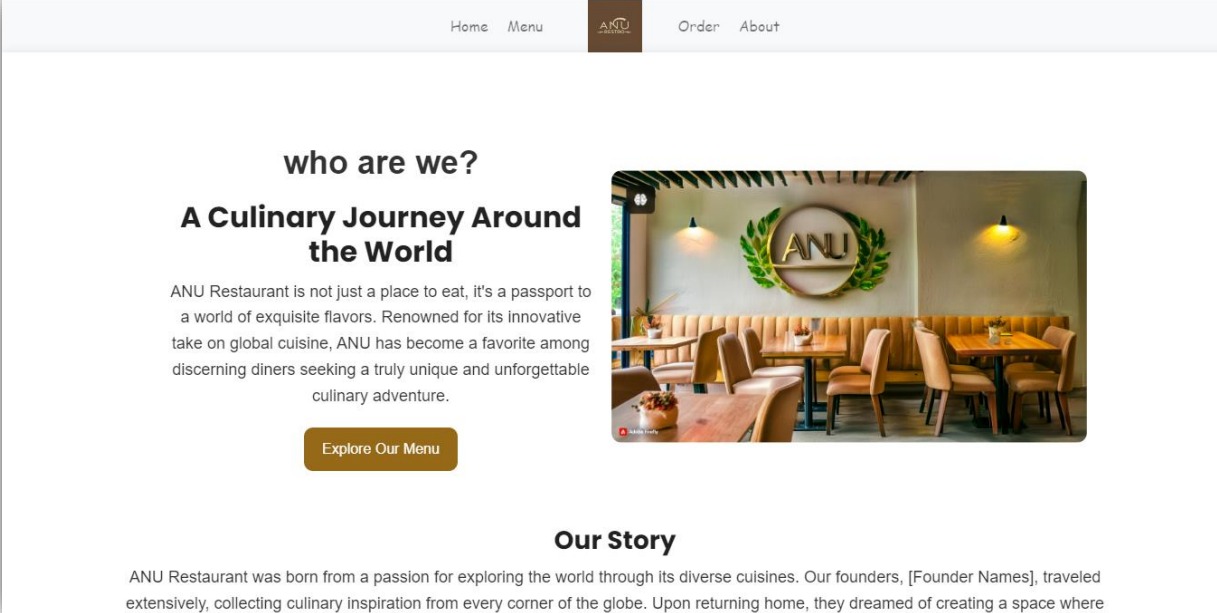 Home Menu ANU BISTRO Order About
who are we?
A Culinary Journey Around
the World
ANU Restaurant is not just a place to eat, it's a passport to
a world of exquisite flavors. Renowned for its innovative
take on global cuisine, ANU has become a favorite among
discerning diners seeking a truly unique and unforgettable
culinary adventure.
Explore Our Menu
ANU
Adobe Firefly
Our Story
ANU Restaurant was born from a passion for exploring the world through its diverse cuisines. Our founders, [Founder Names], traveled
extensively, collecting culinary inspiration from every corner of the globe. Upon returning home, they dreamed of creating a space where